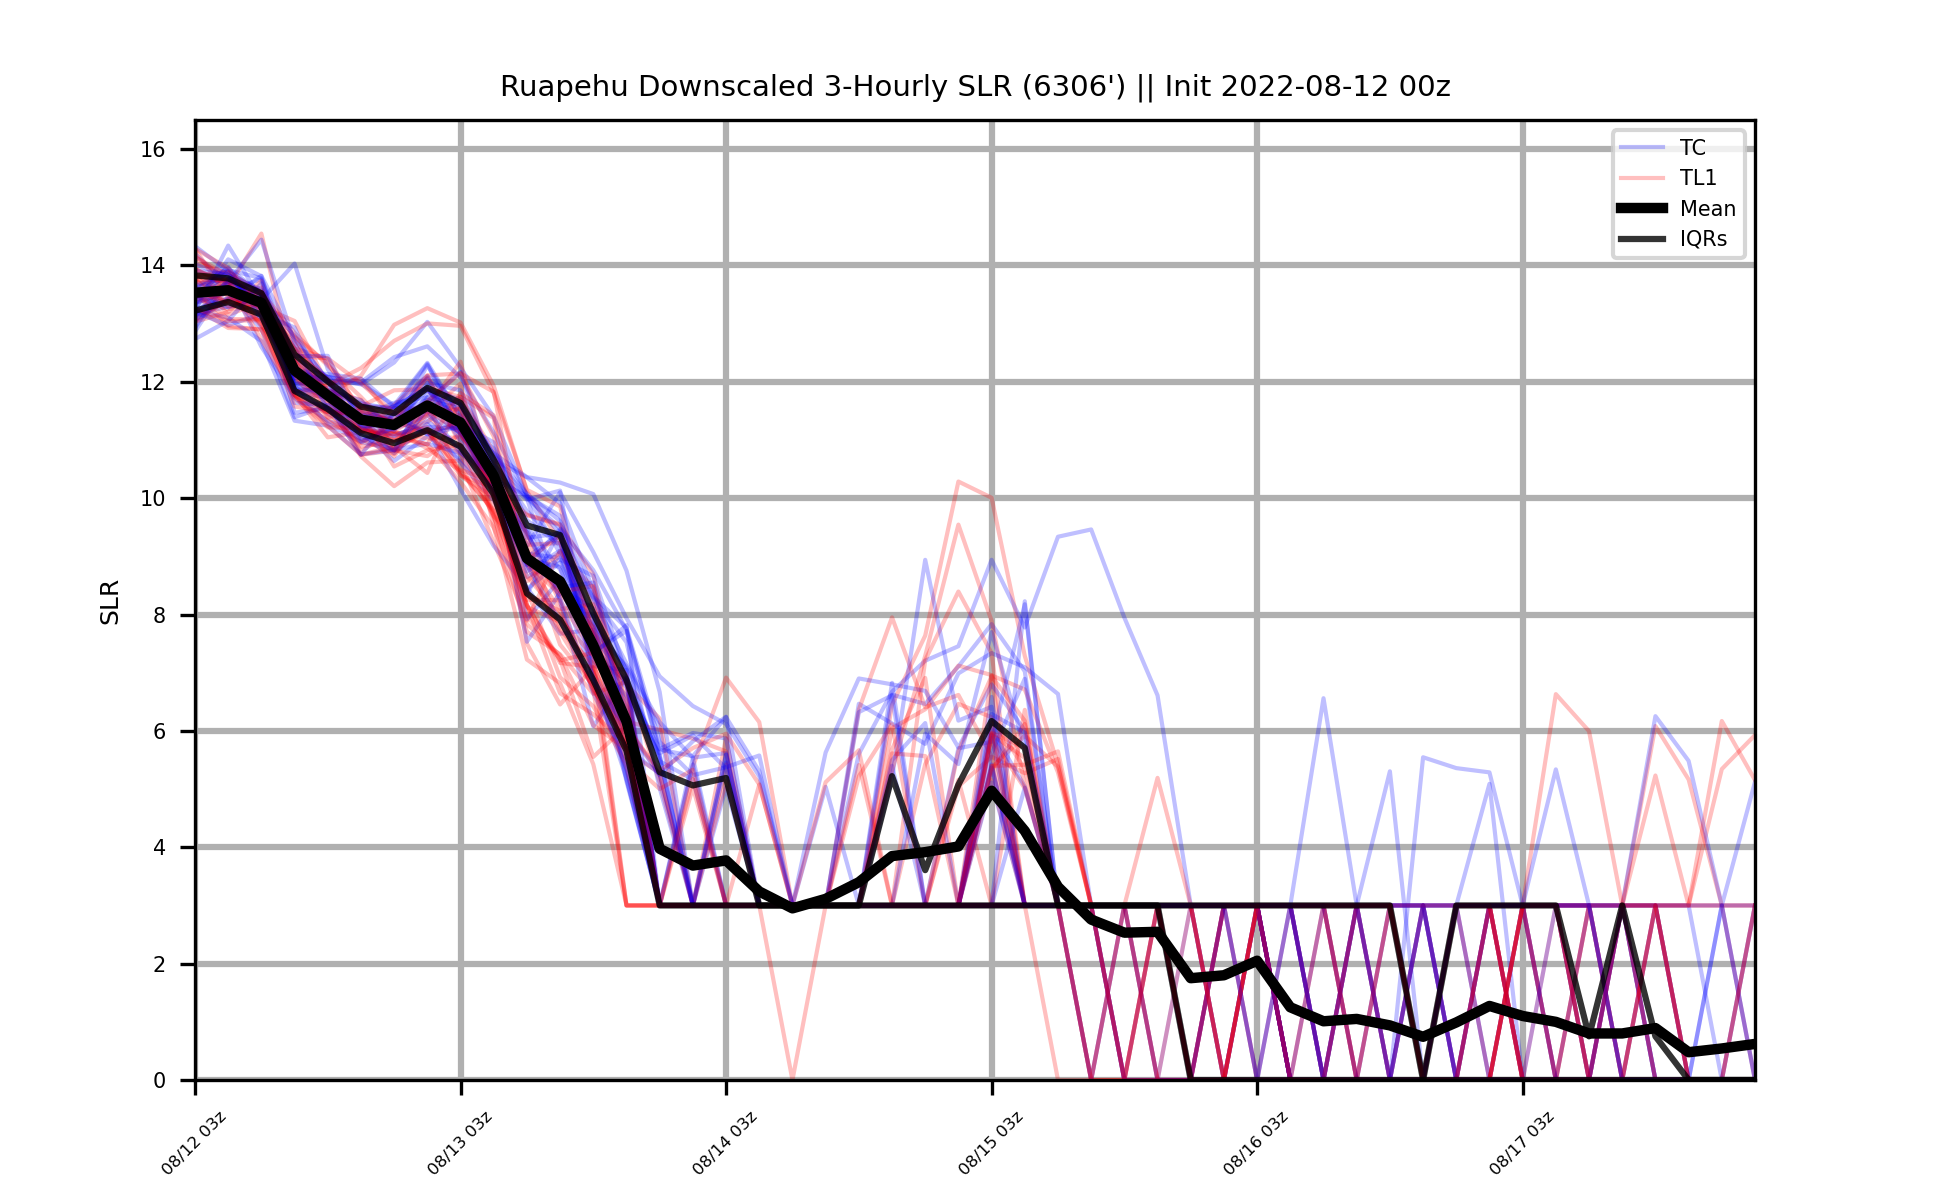 Ruapehu Downscaled 3-Hourly SLR (6306') || Init 2022-08-12 00z
TC
TL1
Mean
IQRs
SLR
16
14
12
10
8
6
4
2
0
08/12 03z
08/13 03z
08/14 03z
08/15 03z
08/16 03z
08/17 03z